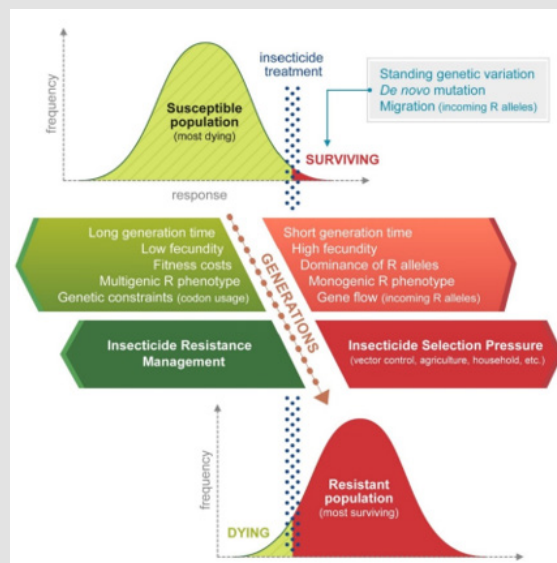 insecticide
treatment
Standing genetic variation
De novo mutation
Migration (incoming R alleles)
frequency
Susceptible
population
(most dying)
SURVIVING
response
Long generation time
Low fecundity
Fitness costs
Multigenic R phenotype
Genetic constraints (codon usage)
GENERATIONS
Short generation time
High fecundity
Dominance of R alleles
Monogenic R phenotype
Gene flow (incoming R alleles)
Insecticide Resistance
Management
Insecticide Selection Pressure
(vector control, agriculture, household, etc.)
frequency
Resistant
population
(most surviving)
DYING